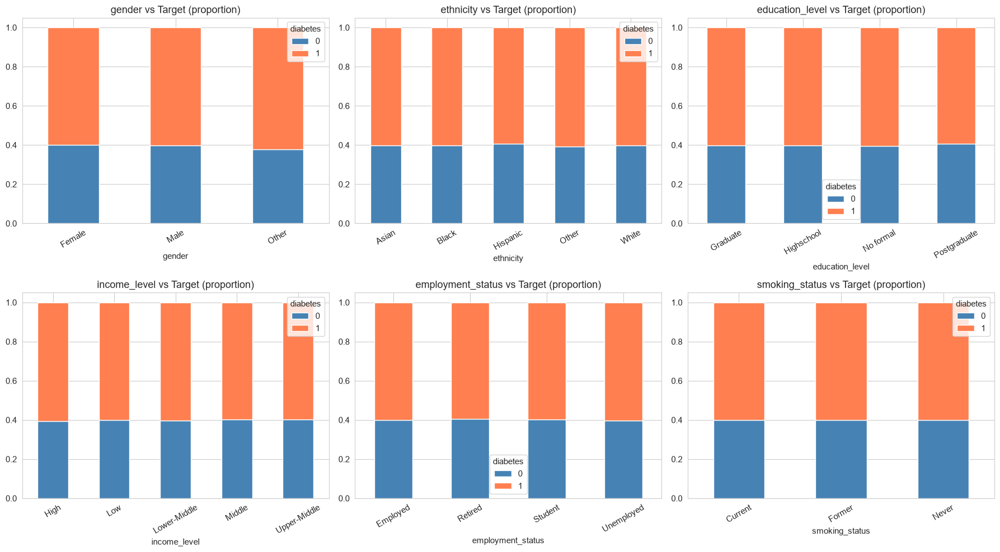 gender vs Target (proportion)
1.0
0.8
0.6
0.4
0.2
0.0
diabetes
0
1
Female
Male
Other
gender
ethnicity vs Target (proportion)
1.0
0.8
0.6
0.4
0.2
0.0
diabetes
0
1
Asian
Black
Hispanic
Other
White
ethnicity
education_level vs Target (proportion)
1.0
0.8
0.6
0.4
0.2
0.0
diabetes
0
1
Graduate
Highschool
No formal
Postgraduate
education_level
income_level vs Target (proportion)
1.0
0.8
0.6
0.4
0.2
0.0
diabetes
0
1
High
Low
Lower-Middle
Middle
Upper-Middle
income_level
employment_status vs Target (proportion)
1.0
0.8
0.6
0.4
0.2
0.0
diabetes
0
1
Employed
Retired
Student
Unemployed
employment_status
smoking_status vs Target (proportion)
1.0
0.8
0.6
0.4
0.2
0.0
diabetes
0
1
Current
Former
Never
smoking_status